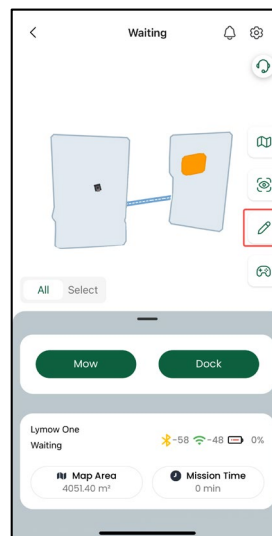 Waiting
All Select
Mow Dock
Lymow One
Waiting -58 -48 0%
Map Area Mission Time
4051.40 m² 0 min